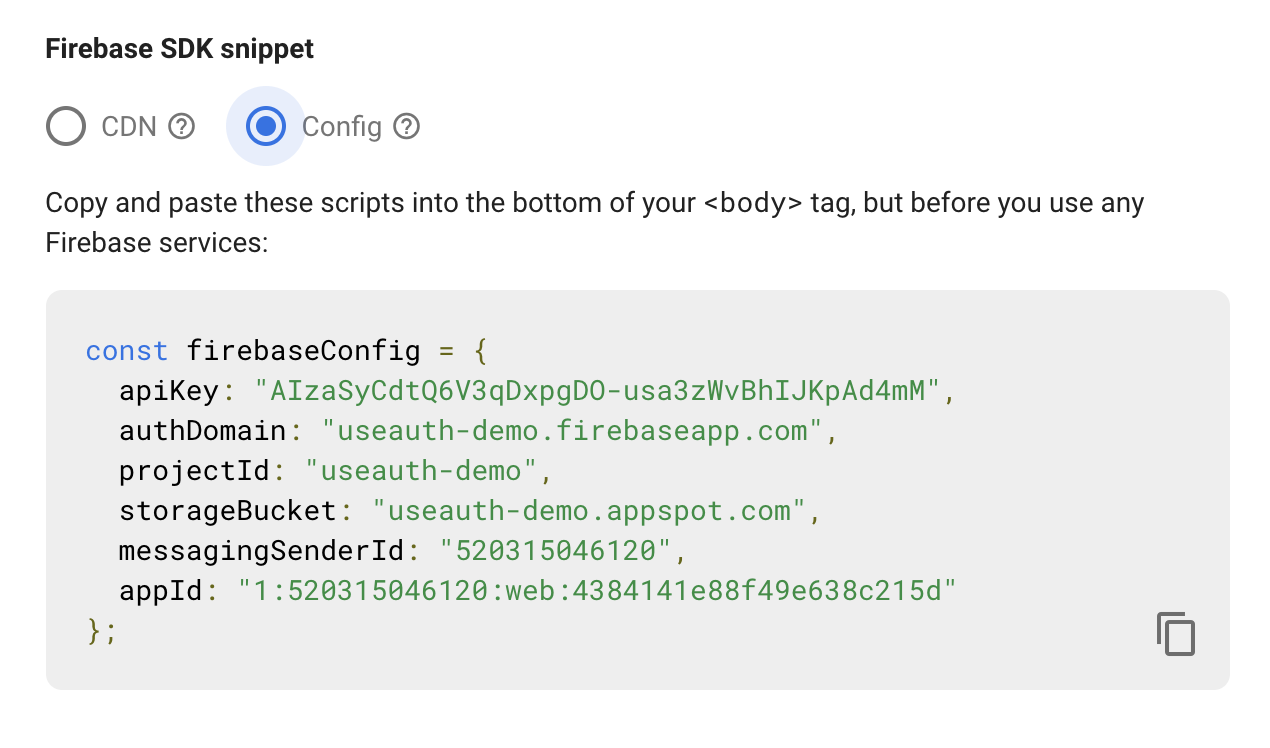 Firebase SDK snippet
CDN ? Config ?
Copy and paste these scripts into the bottom of your <body> tag, but before you use any
Firebase services:
const firebaseConfig = {
  apiKey: "AIzaSyCdtQ6V3qDxpgDO-usa3zWvBhIJKpAd4mM",
  authDomain: "useauth-demo.firebaseapp.com",
  projectId: "useauth-demo",
  storageBucket: "useauth-demo.appspot.com",
  messagingSenderId: "520315046120",
  appId: "1:520315046120:web:4384141e88f49e638c215d"
};